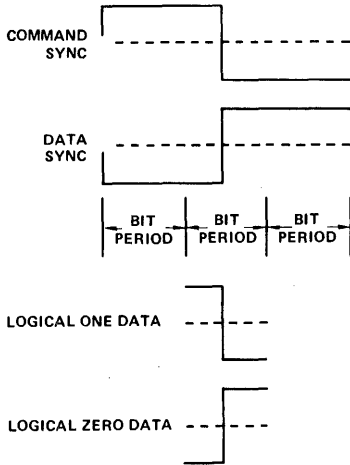 COMMAND
SYNC
DATA
SYNC
BIT
PERIOD
BIT
PERIOD
BIT
PERIOD
LOGICAL ONE DATA
LOGICAL ZERO DATA